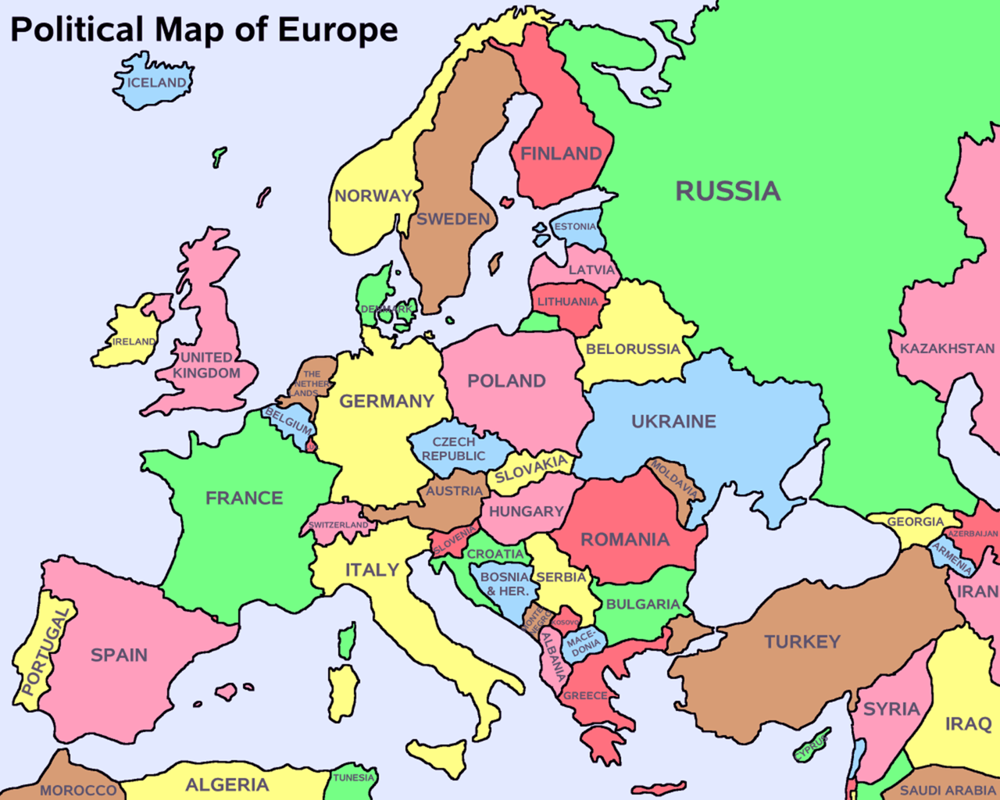 Political Map of Europe
ICELAND
FINLAND
RUSSIA
NORWAY
SWEDEN
ESTONIA
LATVIA
DENMARK
LITHUANIA
IRELAND
UNITED
KINGDOM
BELORUSSIA
KAZAKHSTAN
THE
NETHER
LANDS
POLAND
GERMANY
BELGIUM
UKRAINE
CZECH
REPUBLIC
SLOVAKIA
MOLDAVIA
FRANCE
AUSTRIA
HUNGARY
SWITZERLAND
GEORGIA
AZERBAIJAN
SLOVENIA
ROMANIA
CROATIA
ARMENIA
ITALY
BOSNIA
& HER.
SERBIA
IRAN
BULGARIA
MONTE
NEGRO
KOSOVO
MACE-
DONIA
ALBANIA
TURKEY
PORTUGAL
SPAIN
GREECE
SYRIA
IRAQ
CYPRUS
MOROCCO
ALGERIA
TUNESIA
SAUDI ARABIA